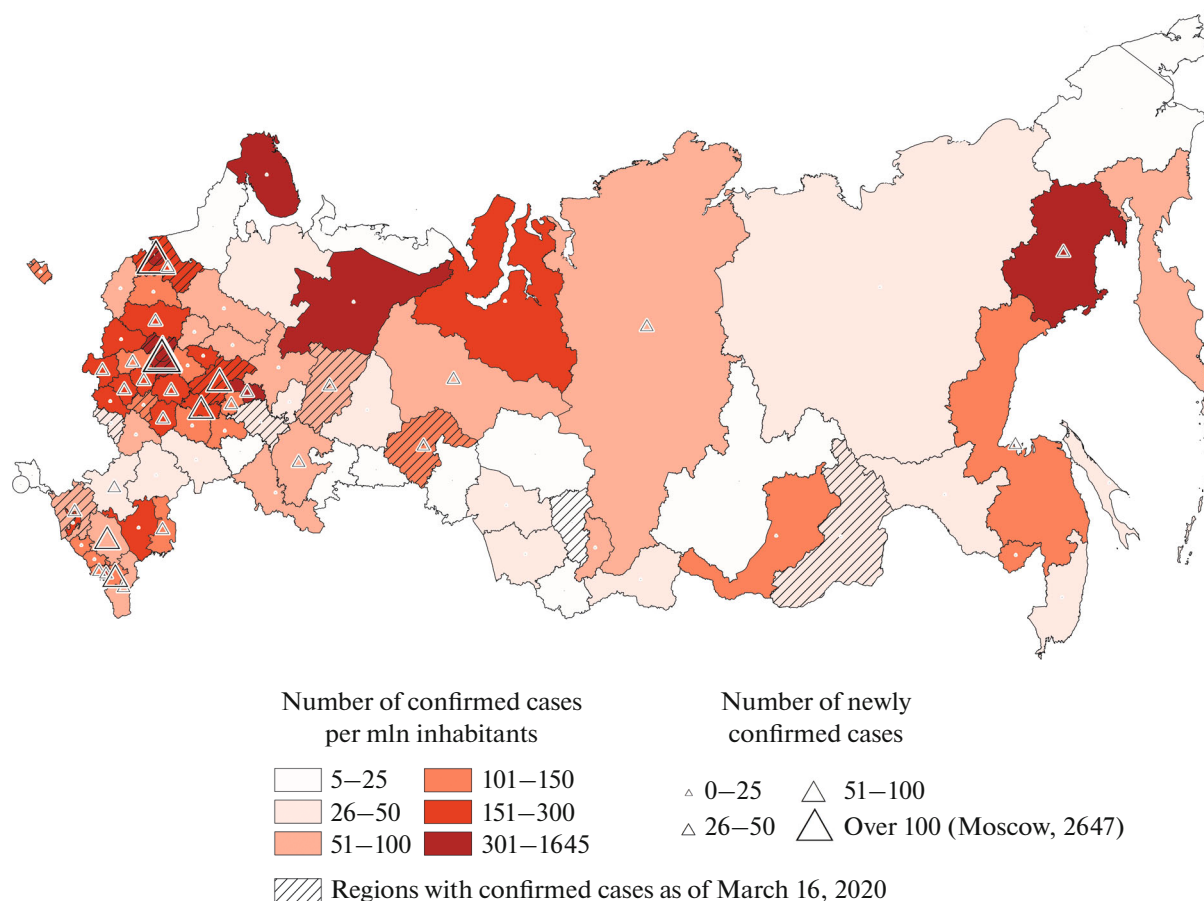 Number of confirmed cases
per mln inhabitants
5–25
26–50
51–100
101–150
151–300
301–1645
Regions with confirmed cases as of March 16, 2020
Number of newly
confirmed cases
0–25
26–50
51–100
Over 100 (Moscow, 2647)